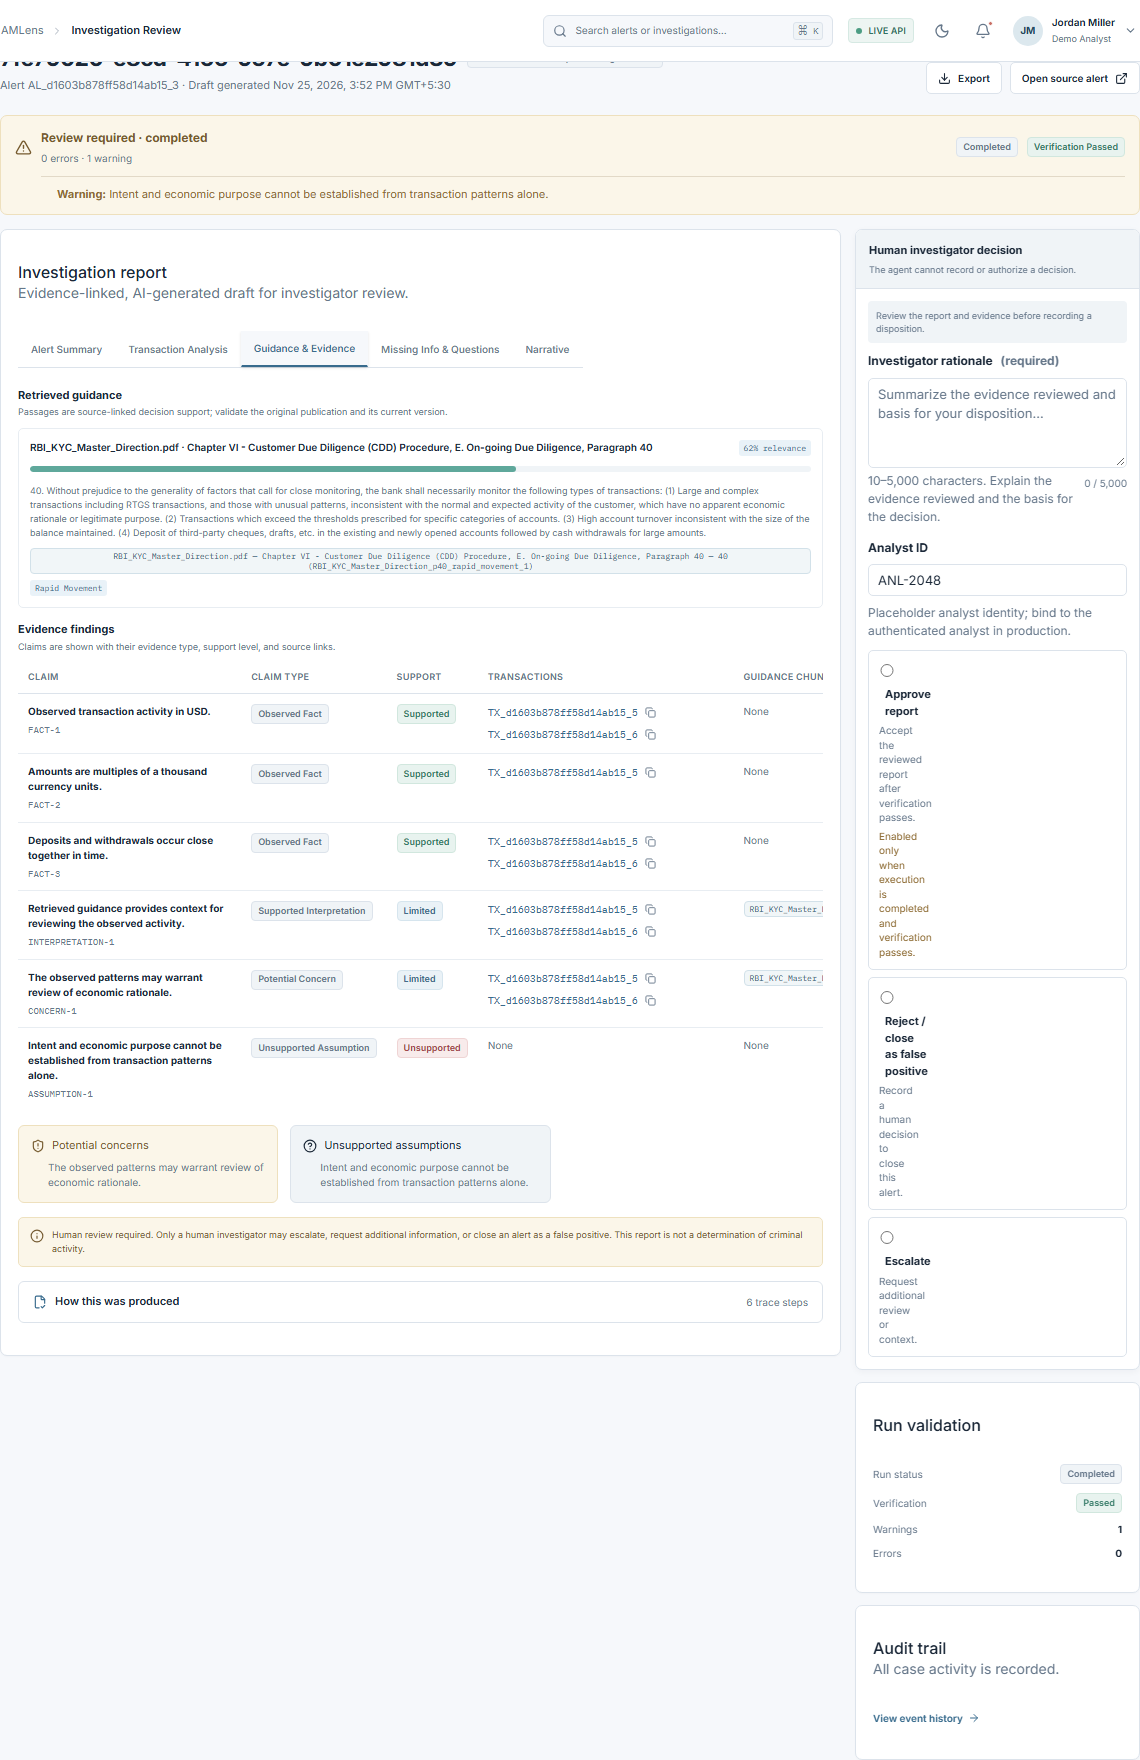 AMLens
Investigation Review
Search alerts or investigations...
⌘ K
LIVE API
JM
Jordan Miller
Demo Analyst
Alert AL_d1603b878ff58d14ab15_3 · Draft generated Nov 25, 2026, 3:52 PM GMT+5:30
Export
Open source alert
Review required · completed
0 errors · 1 warning
Completed
Verification Passed
Warning: Intent and economic purpose cannot be established from transaction patterns alone.
Investigation report
Evidence-linked, AI-generated draft for investigator review.
Alert Summary
Transaction Analysis
Guidance & Evidence
Missing Info & Questions
Narrative
Retrieved guidance
Passages are source-linked decision support; validate the original publication and its current version.
RBI_KYC_Master_Direction.pdf · Chapter VI - Customer Due Diligence (CDD) Procedure, E. On-going Due Diligence, Paragraph 40
62% relevance
40. Without prejudice to the generality of factors that call for close monitoring, the bank shall necessarily monitor the following types of transactions: (1) Large and complex
transactions including RTGS transactions, and those with unusual patterns, inconsistent with the normal and expected activity of the customer, which have no apparent economic
rationale or legitimate purpose. (2) Transactions which exceed the thresholds prescribed for specific categories of accounts. (3) High account turnover inconsistent with the size of the
balance maintained. (4) Deposit of third-party cheques, drafts, etc. in the existing and newly opened accounts followed by cash withdrawals for large amounts.
RBI_KYC_Master_Direction.pdf — Chapter VI - Customer Due Diligence (CDD) Procedure, E. On-going Due Diligence, Paragraph 40 — 40
(RBI_KYC_Master_Direction_p40_rapid_movement_1)
Rapid Movement
Evidence findings
Claims are shown with their evidence type, support level, and source links.
CLAIM
CLAIM TYPE
SUPPORT
TRANSACTIONS
GUIDANCE CHUN
Observed transaction activity in USD.
FACT-1
Observed Fact
Supported
TX_d1603b878ff58d14ab15_5
TX_d1603b878ff58d14ab15_6
None
Amounts are multiples of a thousand
currency units.
FACT-2
Observed Fact
Supported
TX_d1603b878ff58d14ab15_5
None
Deposits and withdrawals occur close
together in time.
FACT-3
Observed Fact
Supported
TX_d1603b878ff58d14ab15_5
TX_d1603b878ff58d14ab15_6
None
Retrieved guidance provides context for
reviewing the observed activity.
INTERPRETATION-1
Supported Interpretation
Limited
TX_d1603b878ff58d14ab15_5
TX_d1603b878ff58d14ab15_6
RBI_KYC_Master_
The observed patterns may warrant
review of economic rationale.
CONCERN-1
Potential Concern
Limited
TX_d1603b878ff58d14ab15_5
TX_d1603b878ff58d14ab15_6
RBI_KYC_Master_
Intent and economic purpose cannot be
established from transaction patterns
alone.
ASSUMPTION-1
Unsupported Assumption
Unsupported
None
None
Potential concerns
The observed patterns may warrant review of
economic rationale.
Unsupported assumptions
Intent and economic purpose cannot be
established from transaction patterns alone.
Human review required. Only a human investigator may escalate, request additional information, or close an alert as a false positive. This report is not a determination of criminal
activity.
How this was produced
6 trace steps
Human investigator decision
The agent cannot record or authorize a decision.
Review the report and evidence before recording a
disposition.
Investigator rationale (required)
Summarize the evidence reviewed and
basis for your disposition...
10–5,000 characters. Explain the
evidence reviewed and the basis for
the decision.
0 / 5,000
Analyst ID
ANL-2048
Placeholder analyst identity; bind to the
authenticated analyst in production.
Approve
report
Accept
the
reviewed
report
after
verification
passes.
Enabled
only
when
execution
is
completed
and
verification
passes.
Reject /
close
as false
positive
Record
a
human
decision
to
close
this
alert.
Escalate
Request
additional
review
or
context.
Run validation
Run status
Completed
Verification
Passed
Warnings
1
Errors
0
Audit trail
All case activity is recorded.
View event history